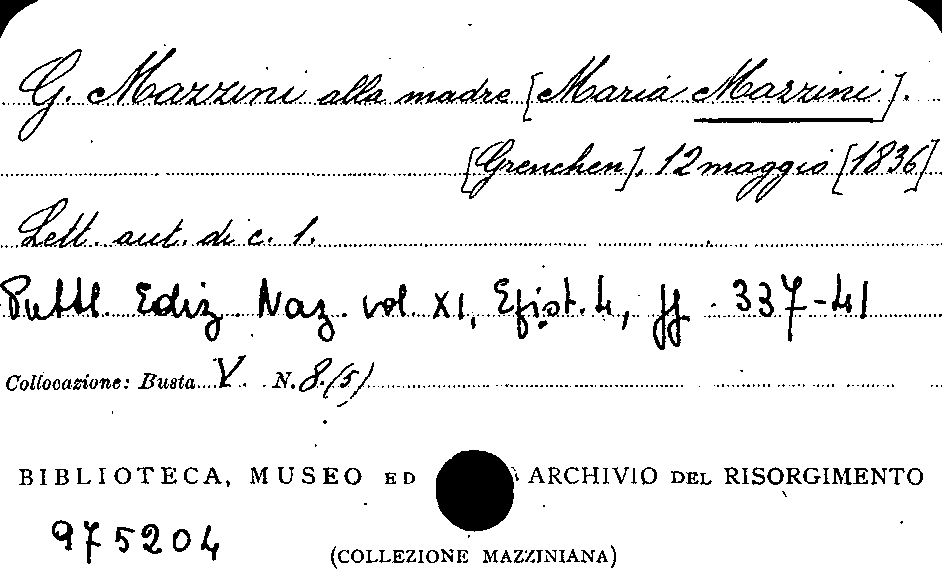 G. Mazzini alla madre [Maria Mazzini].
[Grenchen], 12 maggio [1836]
Lett. aut. di c. 1.
Pubbl. Ediz. Naz. vol. XI, Epist. 4, pp. 337-41
Collocazione: Busta V. N. 8.(5)
BIBLIOTECA, MUSEO ED ARCHIVIO DEL RISORGIMENTO
975204
(COLLEZIONE MAZZINIANA)